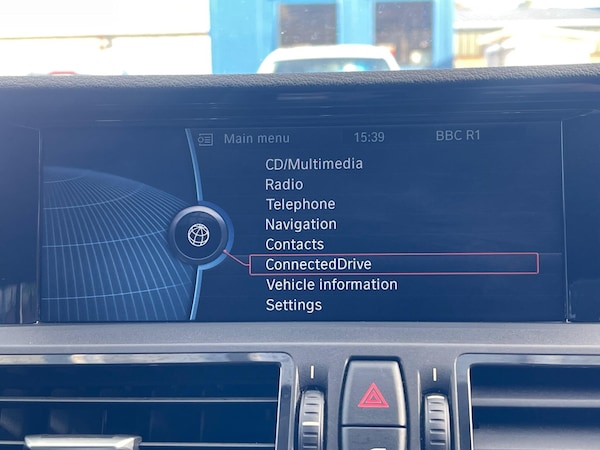 Main menu 15:39 BBC R1
CD/Multimedia
Radio
Telephone
Navigation
Contacts
ConnectedDrive
Vehicle information
Settings